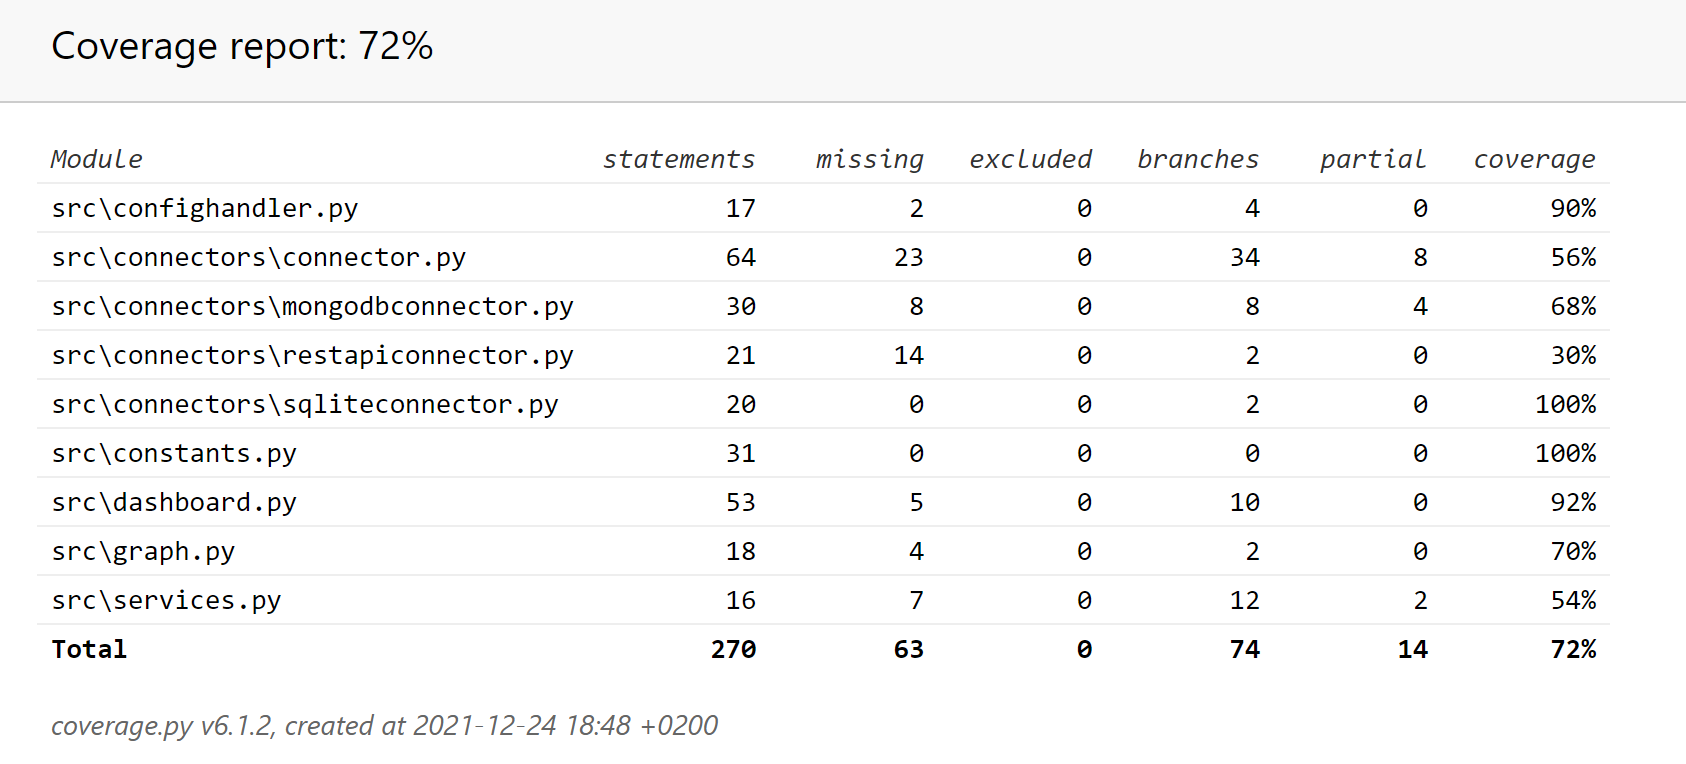 Coverage report: 72%
Module statements missing excluded branches partial coverage
src\confighandler.py 17 2 0 4 0 90%
src\connectors\connector.py 64 23 0 34 8 56%
src\connectors\mongodbconnector.py 30 8 0 8 4 68%
src\connectors\restapiconnector.py 21 14 0 2 0 30%
src\connectors\sqliteconnector.py 20 0 0 2 0 100%
src\constants.py 31 0 0 0 0 100%
src\dashboard.py 53 5 0 10 0 92%
src\graph.py 18 4 0 2 0 70%
src\services.py 16 7 0 12 2 54%
Total 270 63 0 74 14 72%
coverage.py v6.1.2, created at 2021-12-24 18:48 +0200